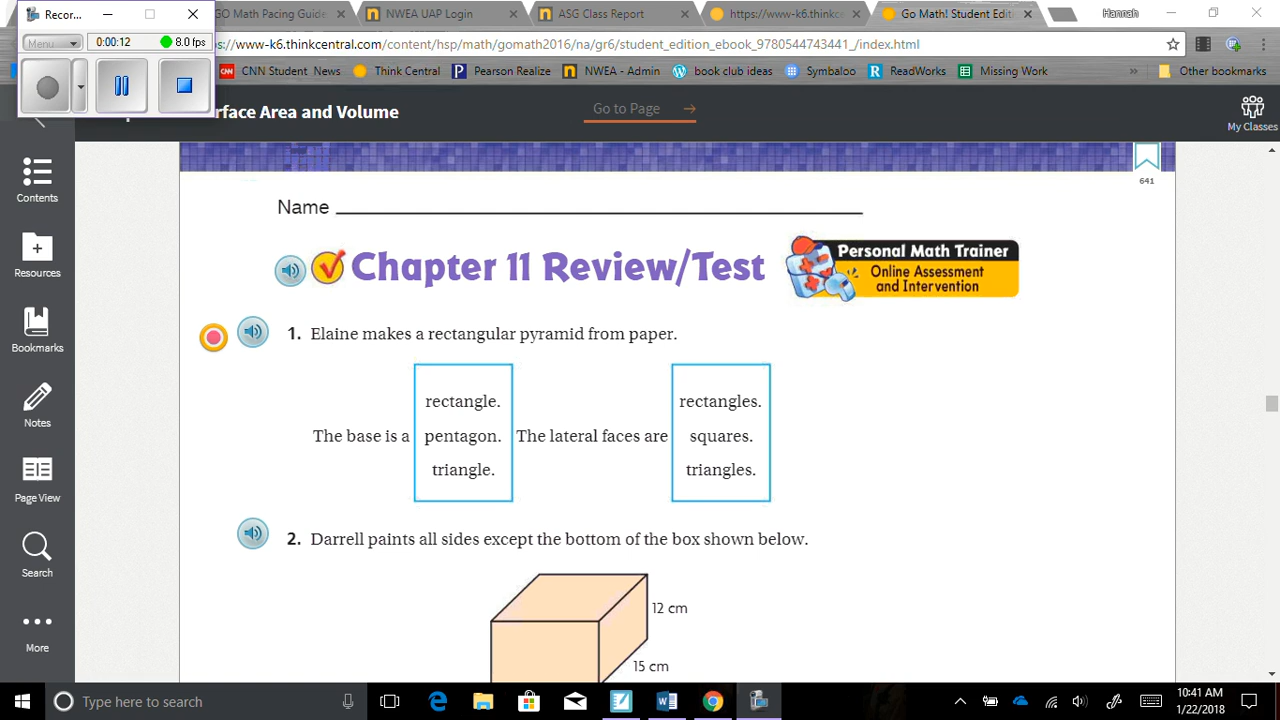 Recor...
GO Math Pacing Guide
NWEA UAP Login
ASG Class Report
https://www-k6.thinkc
Go Math! Student Edit
Hannah
Menu
0:00:12
8.0 fps
s://www-k6.thinkcentral.com/content/hsp/math/gomath2016/na/gr6/student_edition_ebook_9780544743441_/index.html
CNN Student News
Think Central
Pearson Realize
NWEA - Admin
book club ideas
Symbaloo
ReadWorks
Missing Work
»
Other bookmarks
rface Area and Volume
Go to Page
My Classes
Contents
Resources
Bookmarks
Notes
Page View
Search
More
641
Name
Chapter 11 Review/Test
Personal Math Trainer
Online Assessment
and Intervention
1. Elaine makes a rectangular pyramid from paper.
rectangle. rectangles.
The base is a pentagon. The lateral faces are squares.
triangle. triangles.
2. Darrell paints all sides except the bottom of the box shown below.
12 cm
15 cm
Type here to search
10:41 AM
1/22/2018